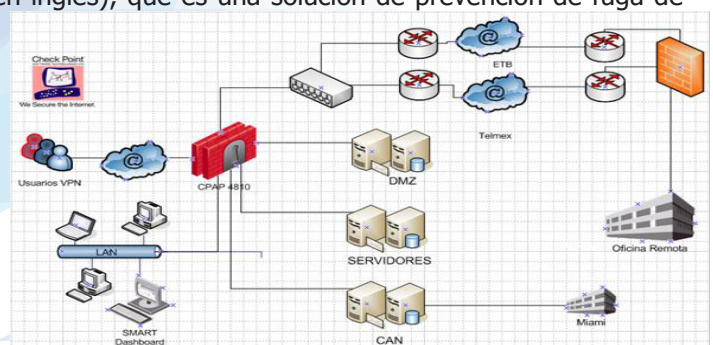 en inglés), que es una solución de prevención de fuga de
Check Point
We Secure the Internet.
ETB
Telmex
Usuarios VPN
CPAP 4810
DMZ
LAN
SERVIDORES
Oficina Remota
SMART
Dashboard
CAN
Miami